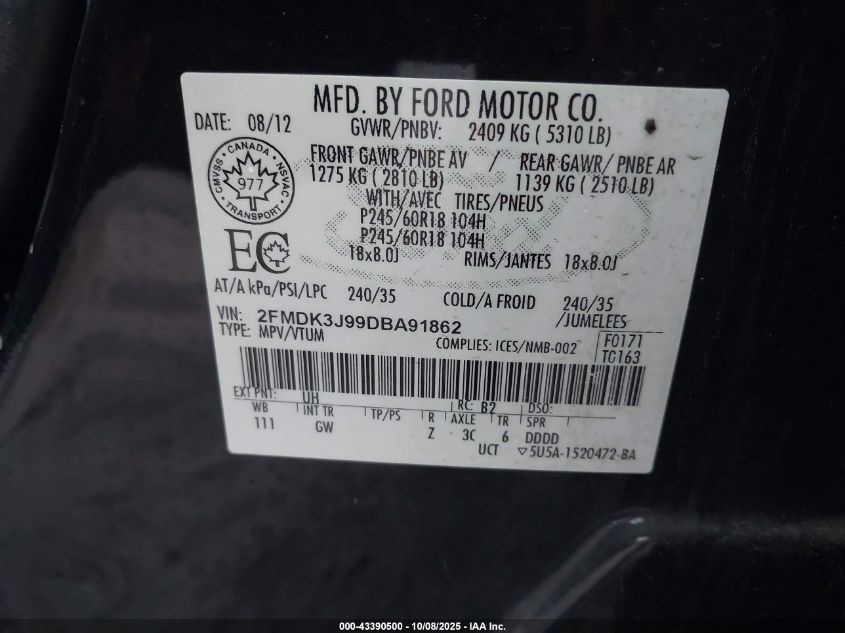 MFD. BY FORD MOTOR CO.
DATE: 08/12
GVWR/PNBV: 2409 KG ( 5310 LB)
FRONT GAWR/PNBE AV / REAR GAWR/ PNBE AR
1275 KG ( 2810 LB) 1139 KG ( 2510 LB)
WITH/AVEC TIRES/PNEUS
P245/60R18 104H
P245/60R18 104H
18x8.0J RIMS/JANTES 18x8.0J
CMVSS • CANADA • NSVAC • TRANSPORT •
977
EC
AT/A kPa/PSI/LPC 240/35 COLD/A FROID 240/35
/JUMELEES
VIN: 2FMDK3J99DBA91862
TYPE: MPV/VTUM
COMPLIES: ICES/NMB-002
F0171
TG163
EXT PNT: UH RC: B2 DSO:
WB INT TR TP/PS R AXLE TR SPR
111 GW Z 3C 6 DDDD
UCT ▽5U5A-1520472-BA
000-43390500 - 10/08/2025 - IAA Inc.